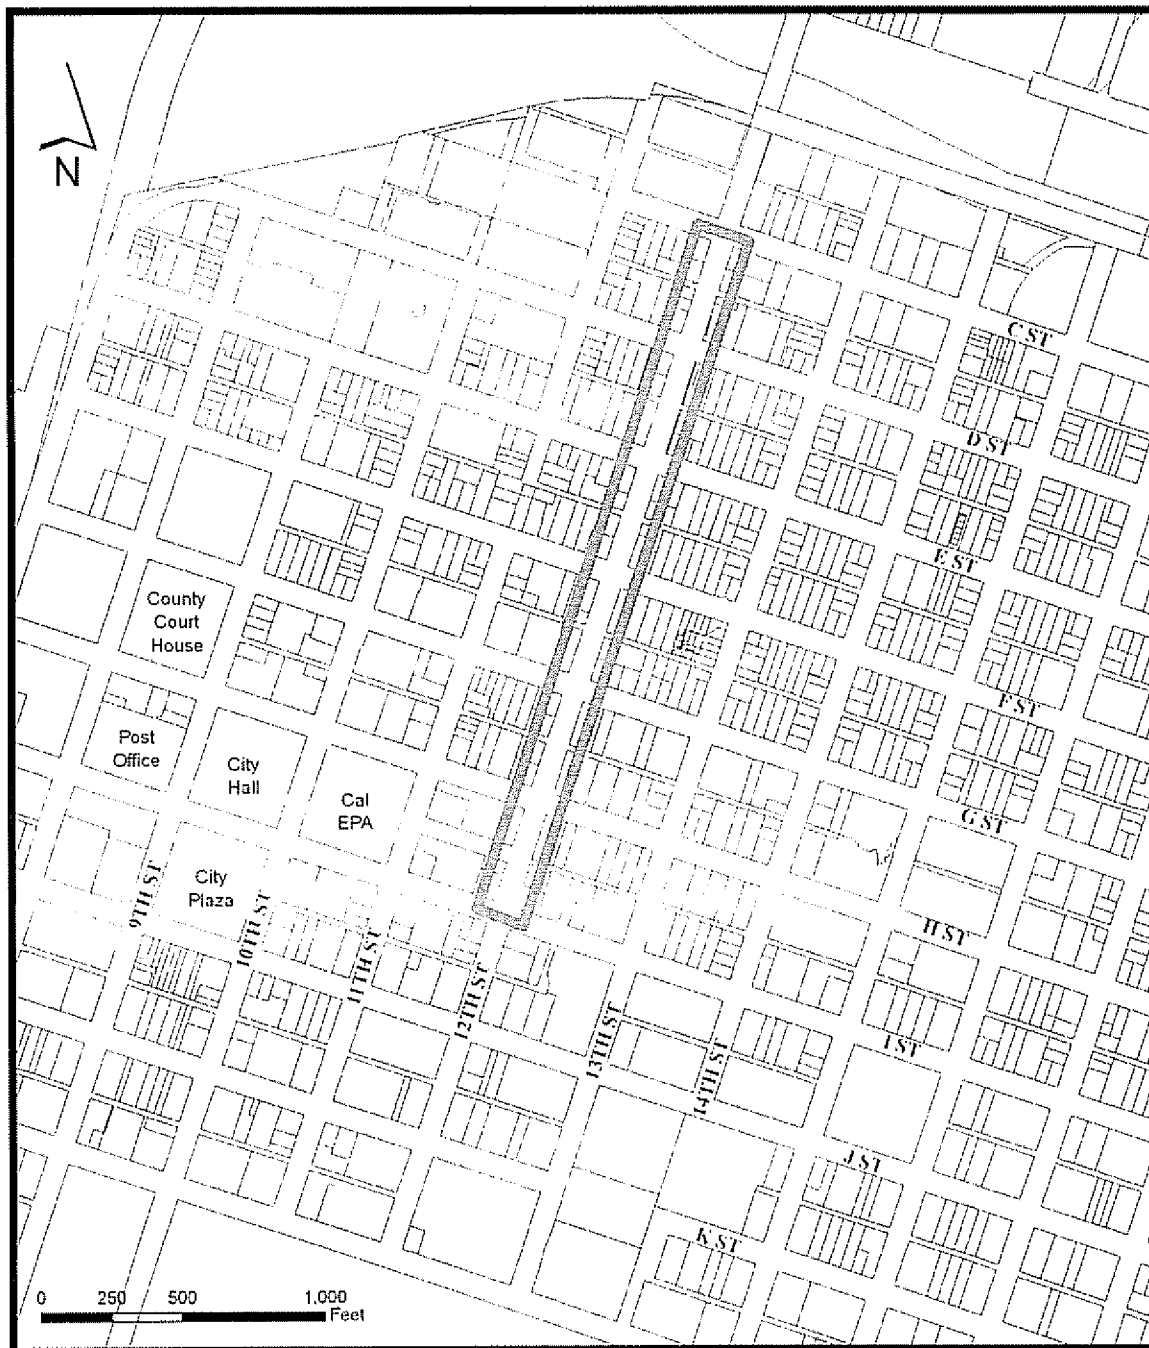 N
C ST
D ST
E ST
County
Court
House
F ST
Post
Office
City
Hall
Cal
EPA
G ST
City
Plaza
9TH ST
10TH ST
11TH ST
12TH ST
H ST
13TH ST
I ST
14TH ST
J ST
K ST
0 250 500 1,000
Feet